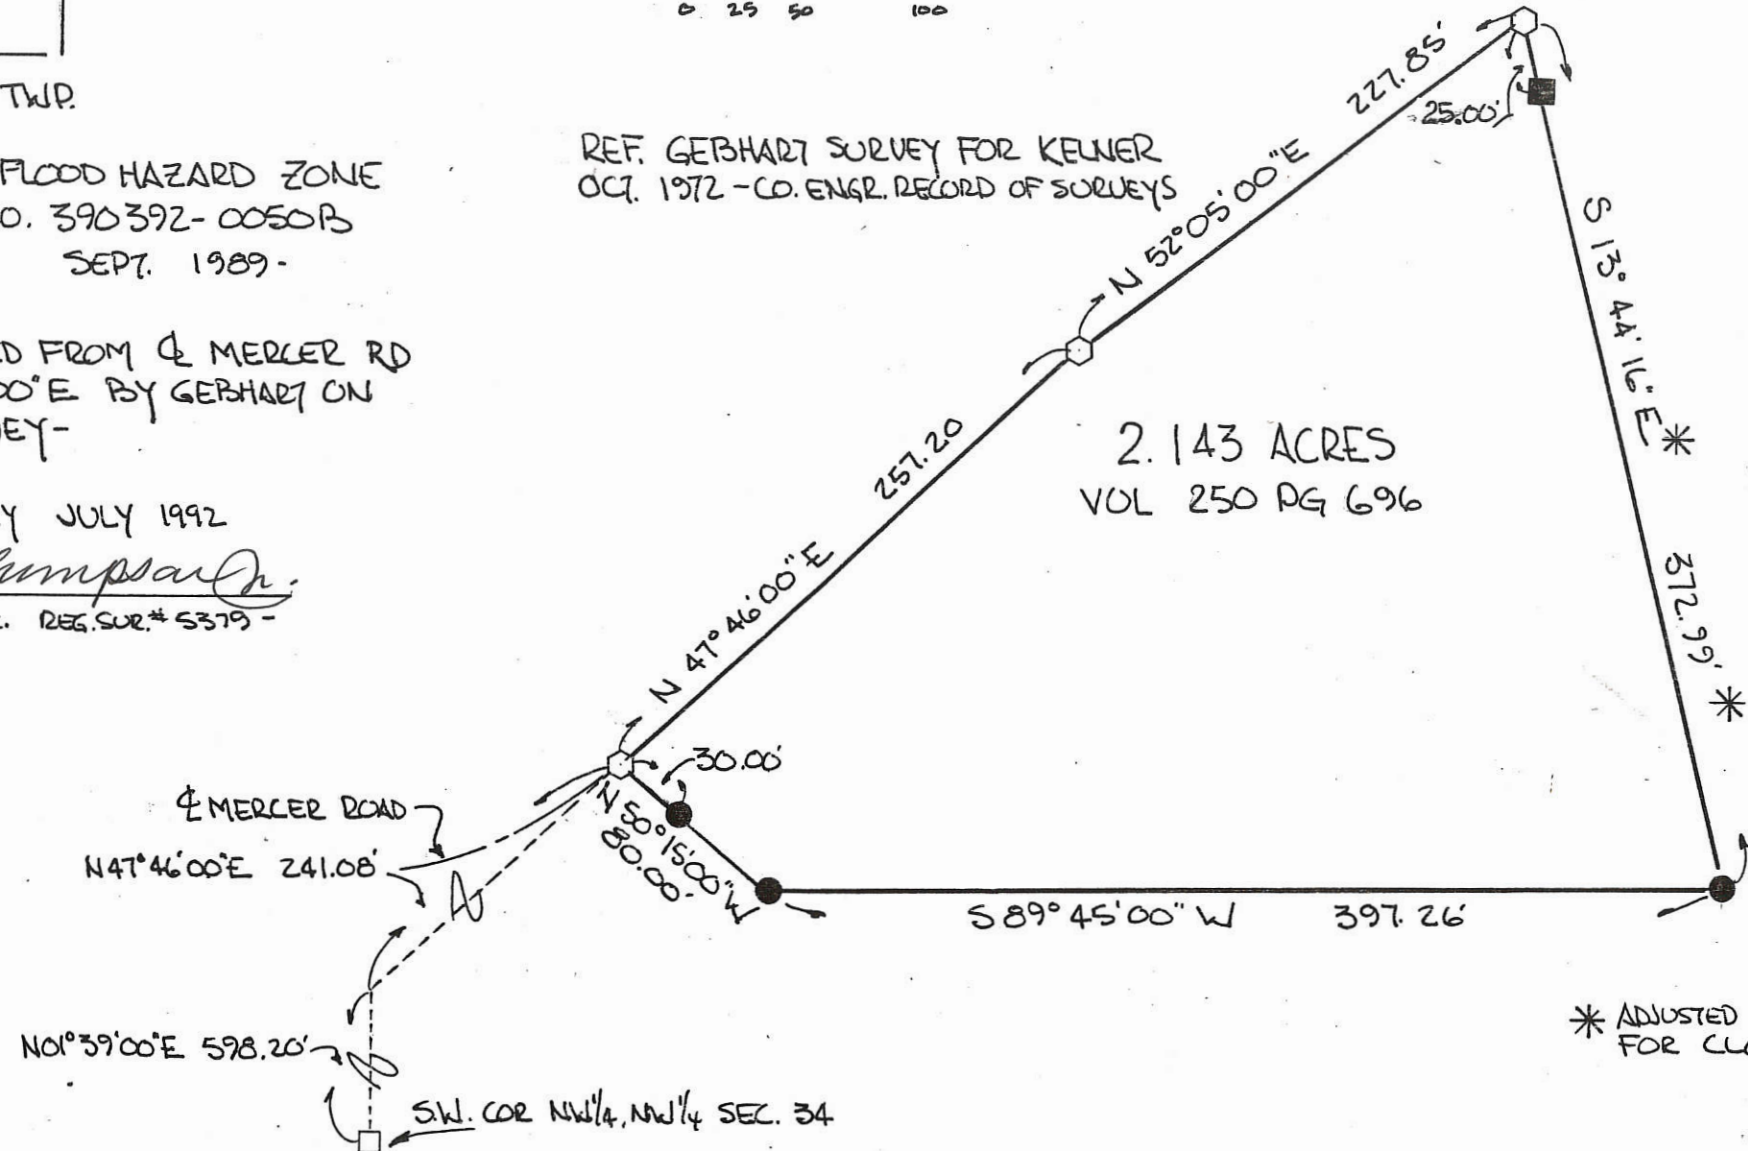 0 25 50 100
TWP.
FLOOD HAZARD ZONE
O. 390392-0050B
SEPT. 1989-
REF. GEBHART SURVEY FOR KELNER
OCT. 1972 - CO. ENGR. RECORD OF SURVEYS
D FROM ℄ MERCER RD
00"E BY GEBHART ON
EY-
Y JULY 1992
REG. SUR. # 5379 -
227.85'
25.00'
N 52°05'00"E
S 13° 44' 16" E *
372.99' *
257.20
N 47°46'00"E
2.143 ACRES
VOL 250 PG 696
30.00'
N 50°15'00" W
80.00'
℄ MERCER ROAD
N47°46'00"E 241.08'
S 89°45'00" W 397.26'
N01°39'00"E 598.20'
S.W. COR NW¼, NW¼ SEC. 34
* ADJUSTED
FOR CLO